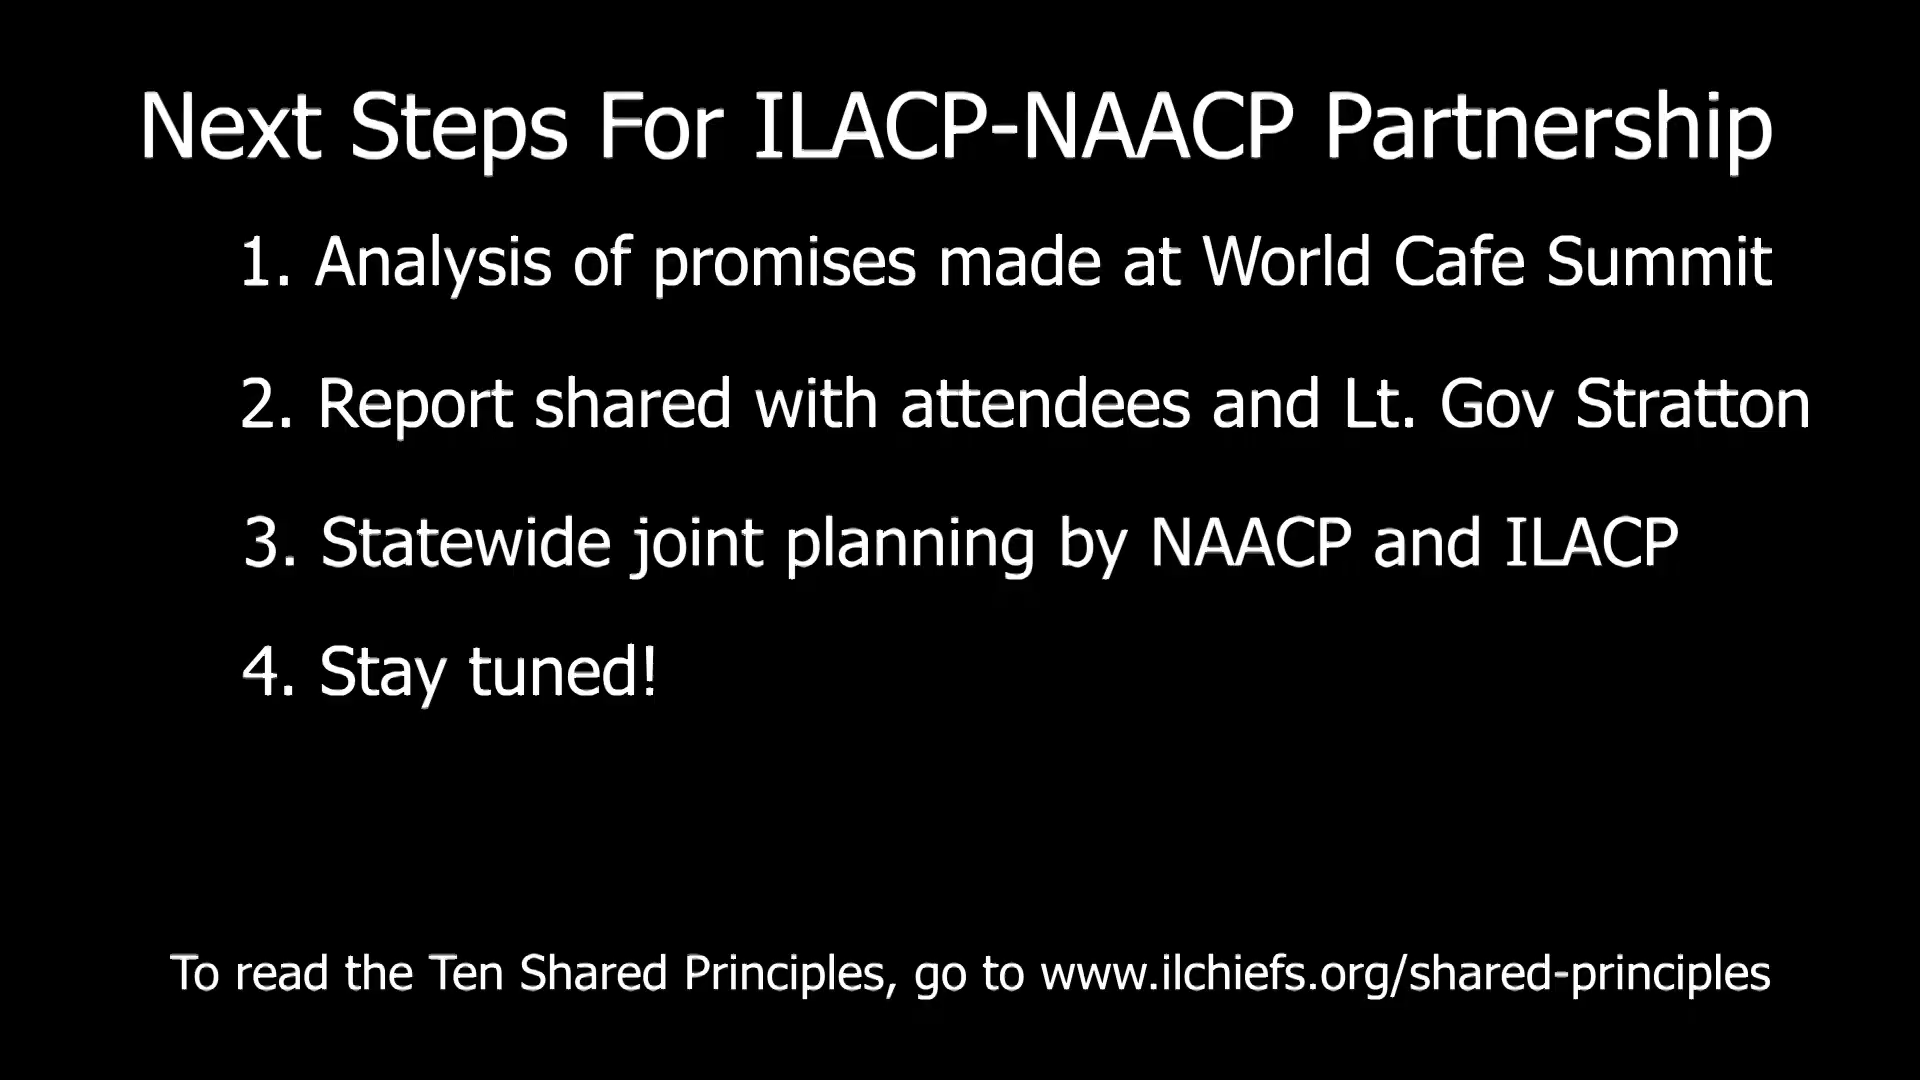 Next Steps For ILACP-NAACP Partnership
1. Analysis of promises made at World Cafe Summit
2. Report shared with attendees and Lt. Gov Stratton
3. Statewide joint planning by NAACP and ILACP
4. Stay tuned!
To read the Ten Shared Principles, go to www.ilchiefs.org/shared-principles